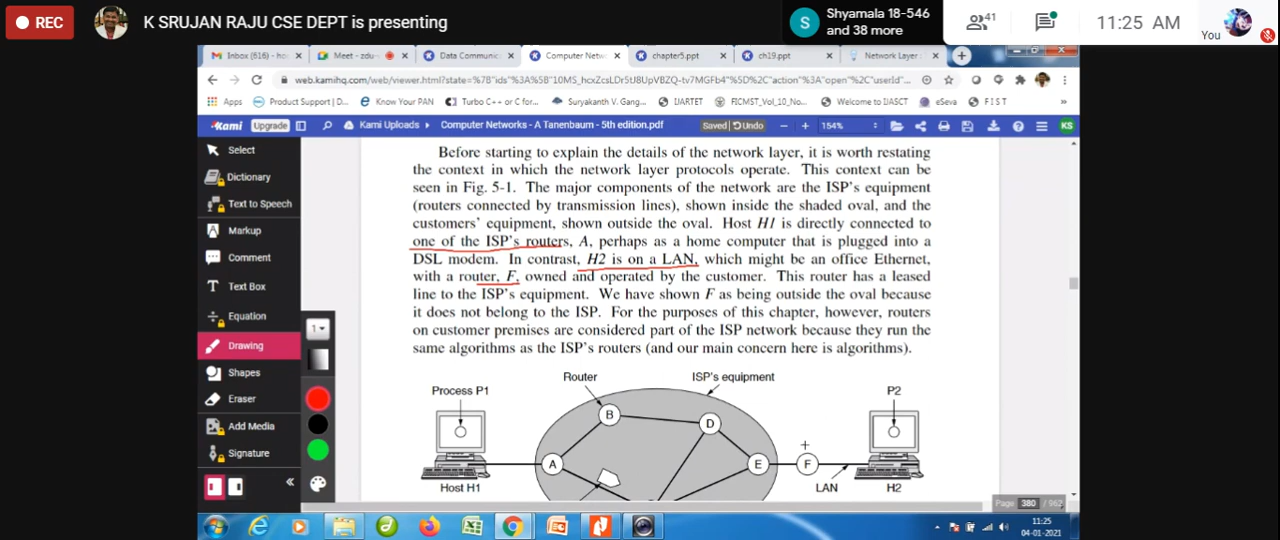 REC
K SRUJAN RAJU CSE DEPT is presenting
S
Shyamala 18-546
and 38 more
41
11:25 AM
You
Inbox (616) - ho
Meet - zdu-
Data Communic
Computer Netw
chapter5.ppt
ch19.ppt
Network Layer
web.kamihq.com/web/viewer.html?state=%7B"ids"%3A%5B"10MS_hcxZcsLDr5tJ8UpVBZQ-tv7MGFb4"%5D%2C"action"%3A"open"%2C"userId"...
Apps
Product Support | D...
Know Your PAN
Turbo C++ or C for...
Suryakanth V. Gang...
IJARTET
FICMST_Vol_10_No...
Welcome to IJASCT
eSeva
F I S T
»
Kami
Upgrade
Kami Uploads
Computer Networks - A Tanenbaum - 5th edition.pdf
Saved
Undo
154%
KS
Select
Dictionary
Text to Speech
Markup
Comment
Text Box
Equation
Drawing
Shapes
Eraser
Add Media
Signature
1
Before starting to explain the details of the network layer, it is worth restating
the context in which the network layer protocols operate. This context can be
seen in Fig. 5-1. The major components of the network are the ISP's equipment
(routers connected by transmission lines), shown inside the shaded oval, and the
customers' equipment, shown outside the oval. Host H1 is directly connected to
one of the ISP's routers, A, perhaps as a home computer that is plugged into a
DSL modem. In contrast, H2 is on a LAN, which might be an office Ethernet,
with a router, F, owned and operated by the customer. This router has a leased
line to the ISP's equipment. We have shown F as being outside the oval because
it does not belong to the ISP. For the purposes of this chapter, however, routers
on customer premises are considered part of the ISP network because they run the
same algorithms as the ISP's routers (and our main concern here is algorithms).
Router
ISP's equipment
Process P1
P2
B
D
A
E
F
Host H1
LAN
H2
Page 380 / 962
11:25
04-01-2021